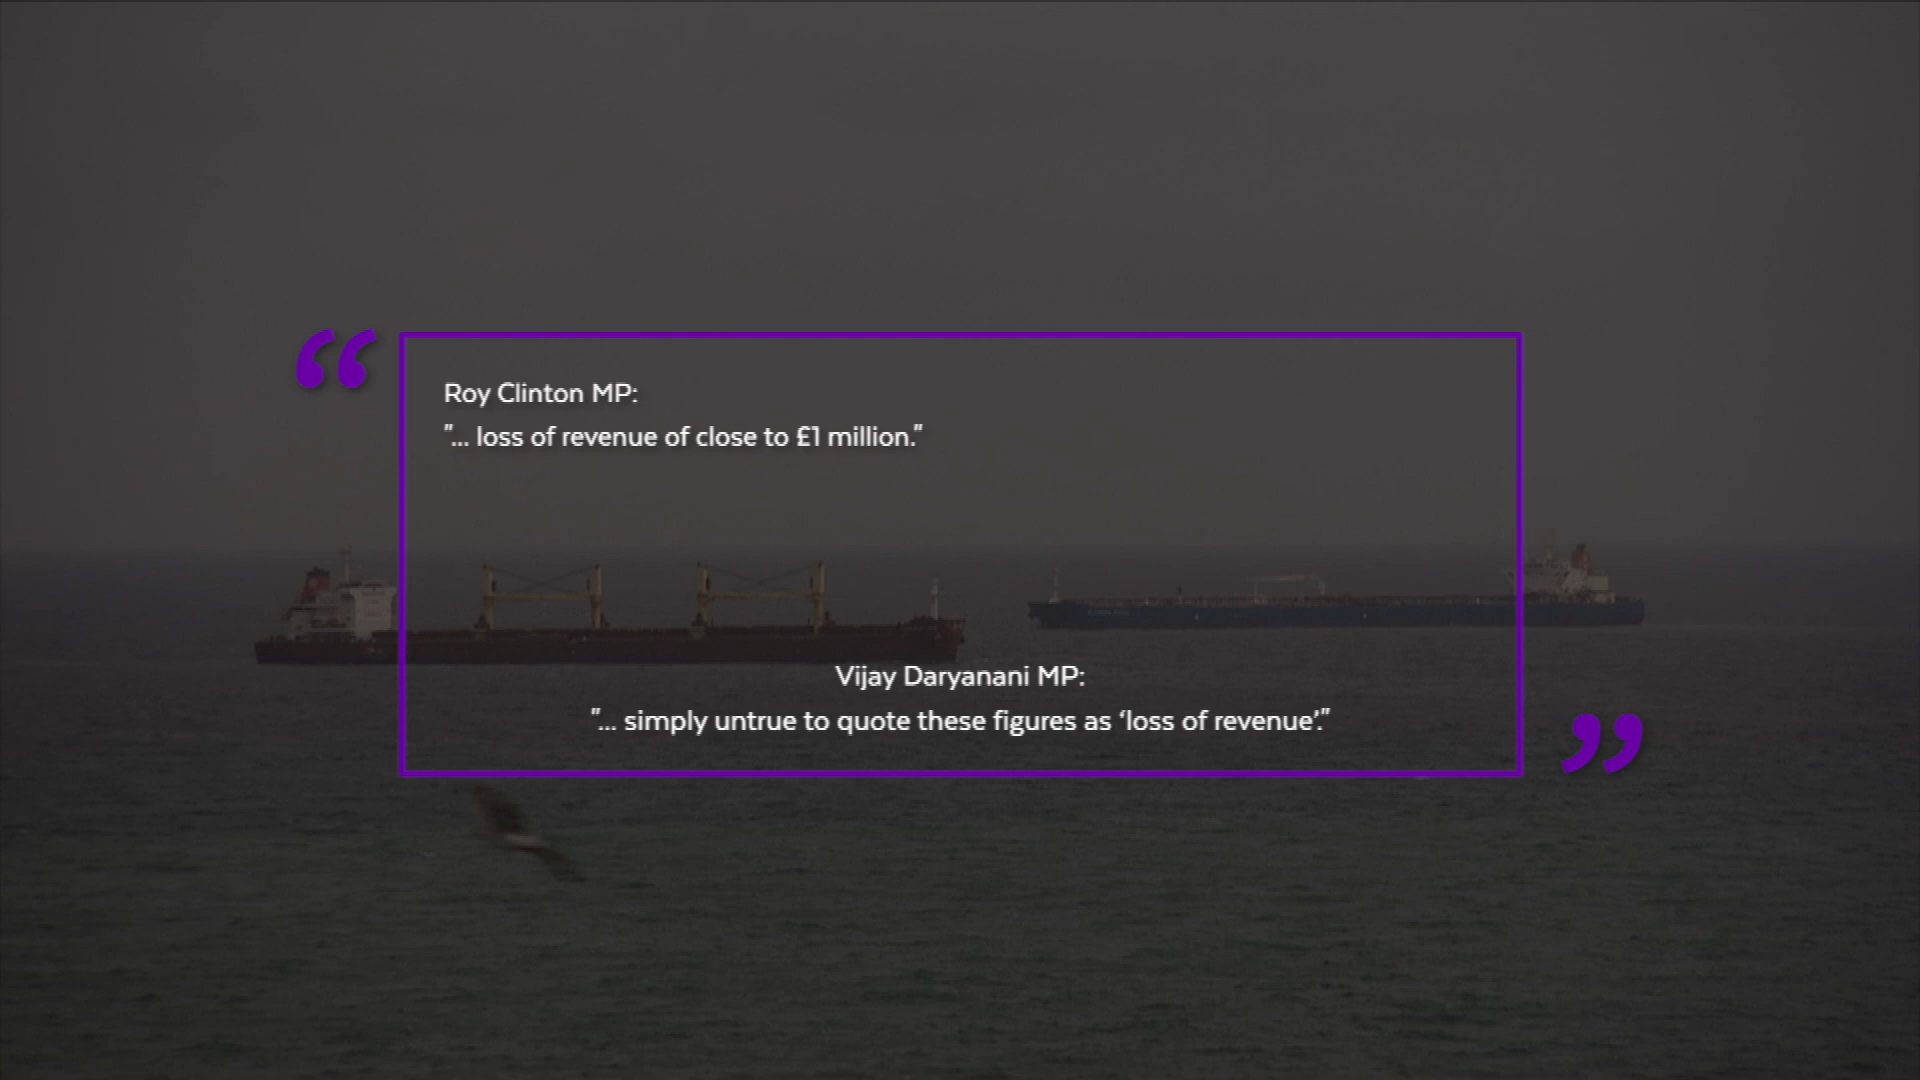 Roy Clinton MP:
"... loss of revenue of close to £1 million."
Vijay Daryanani MP:
"... simply untrue to quote these figures as ‘loss of revenue’."